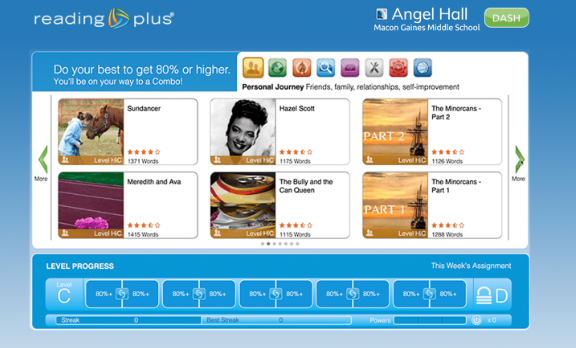 reading plus®
Angel Hall
Macon Gaines Middle School
DASH
Do your best to get 80% or higher.
You'll be on your way to a Combo!
Personal Journey Friends, family, relationships, self-improvement
Sundancer
Level HiC
1371 Words
Hazel Scott
Level HiC
1175 Words
The Minorcans -
Part 2
PART 2
Level HiC
1126 Words
More
More
Meredith and Ava
Level HiC
1415 Words
The Bully and the
Can Queen
Level HiC
1115 Words
The Minorcans -
Part 1
PART 1
Level HiC
1288 Words
LEVEL PROGRESS
This Week's Assignment
Level
C
80%+ 80%+
80%+ 80%+
80%+ 80%+
80%+ 80%+
80%+ 80%+
D
Streak 0
Best Streak 0
Powers
x 0